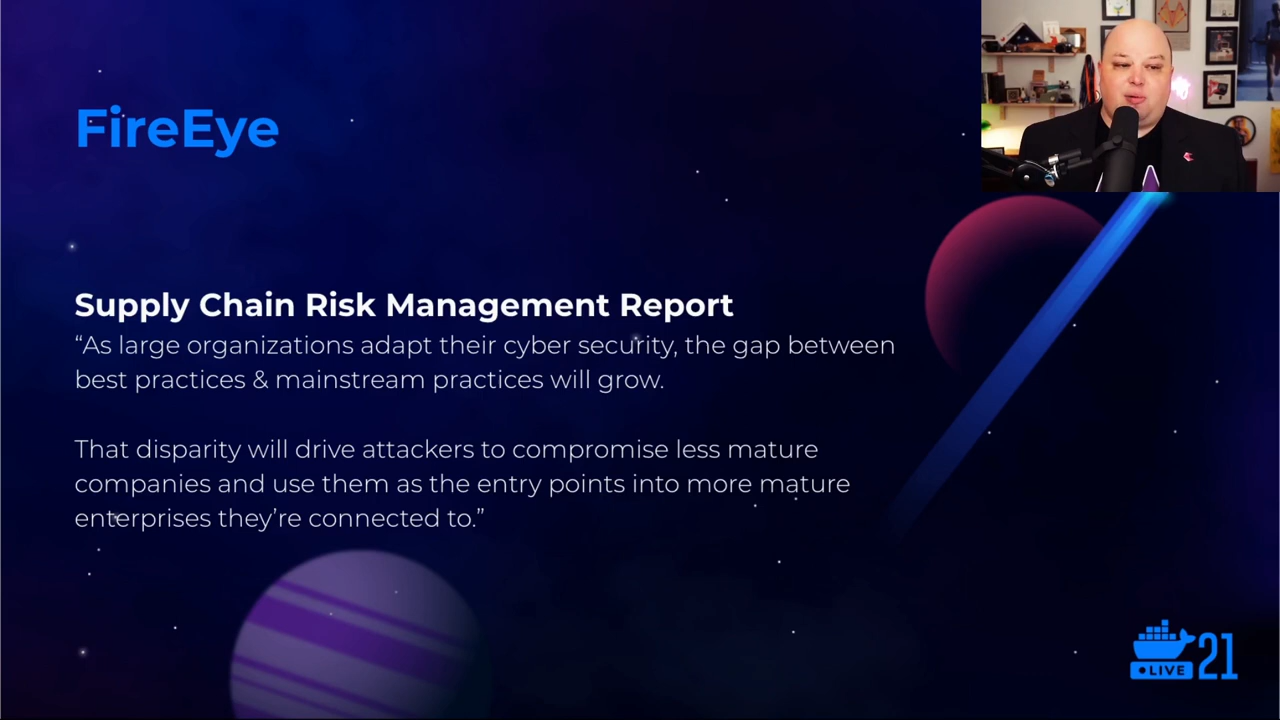 FireEye
Supply Chain Risk Management Report
“As large organizations adapt their cyber security, the gap between
best practices & mainstream practices will grow.
That disparity will drive attackers to compromise less mature
companies and use them as the entry points into more mature
enterprises they’re connected to.”
LIVE 21